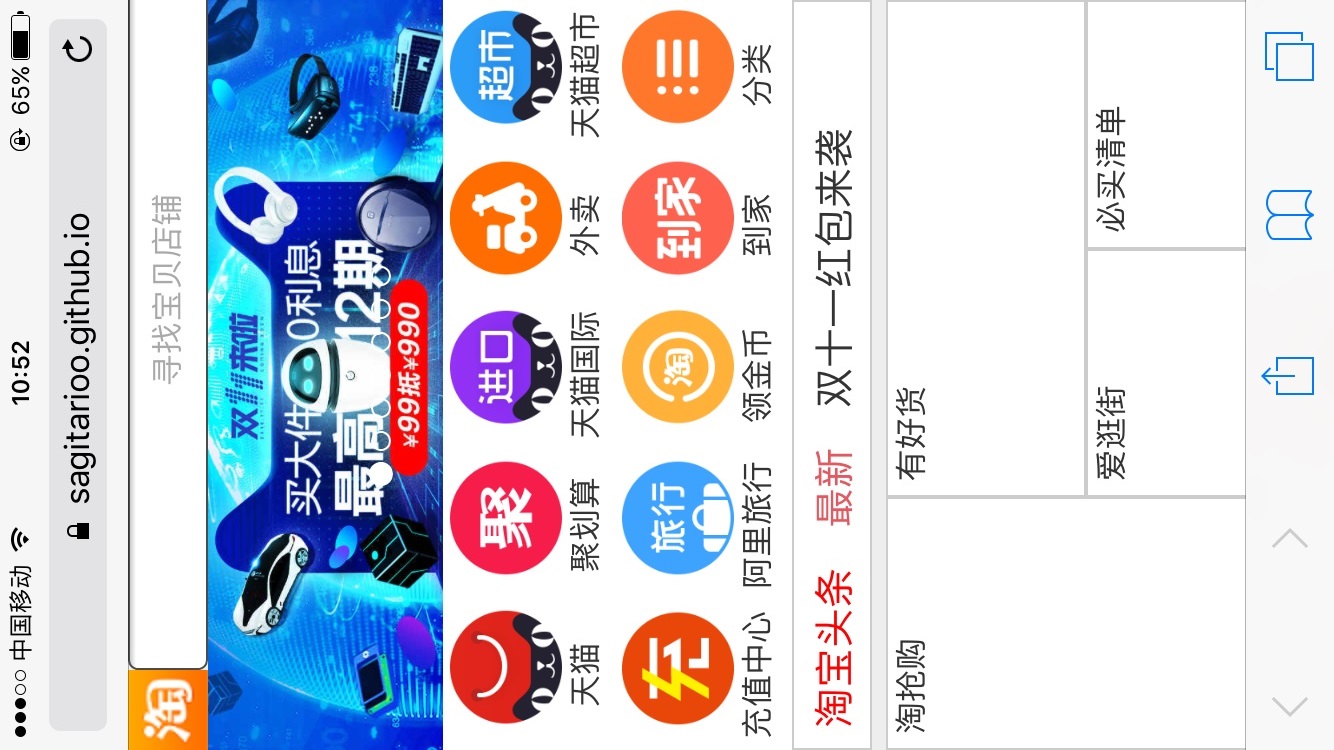 中国移动 10:52 65%
sagitarioo.github.io
淘 寻找宝贝店铺
双11来啦
买大件 0利息
最高 12期
¥99抵¥990
超市 进口 聚
天猫 聚划算 天猫国际 外卖 天猫超市
充 旅行 淘 到家
充值中心 阿里旅行 领金币 到家 分类
淘宝头条 最新 双十一红包来袭
淘抢购 有好货
爱逛街 必买清单